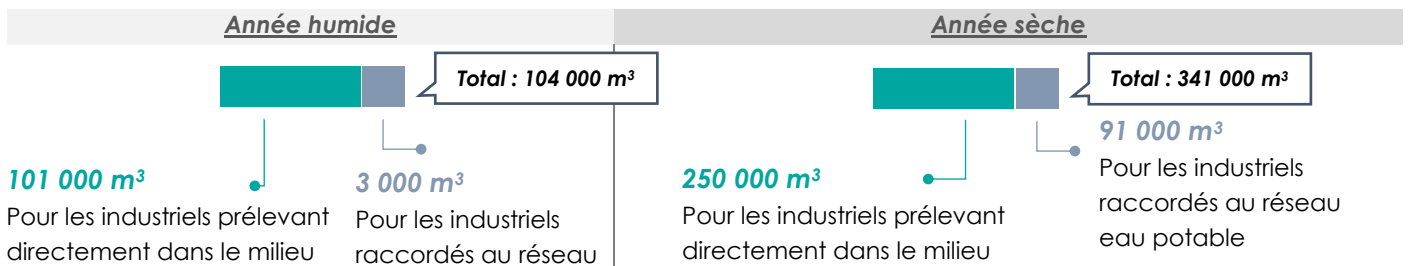 Année humide
Total : 104 000 m³
101 000 m³
Pour les industriels prélevant
directement dans le milieu
3 000 m³
Pour les industriels
raccordés au réseau
Année sèche
Total : 341 000 m³
250 000 m³
Pour les industriels prélevant
directement dans le milieu
91 000 m³
Pour les industriels
raccordés au réseau
eau potable